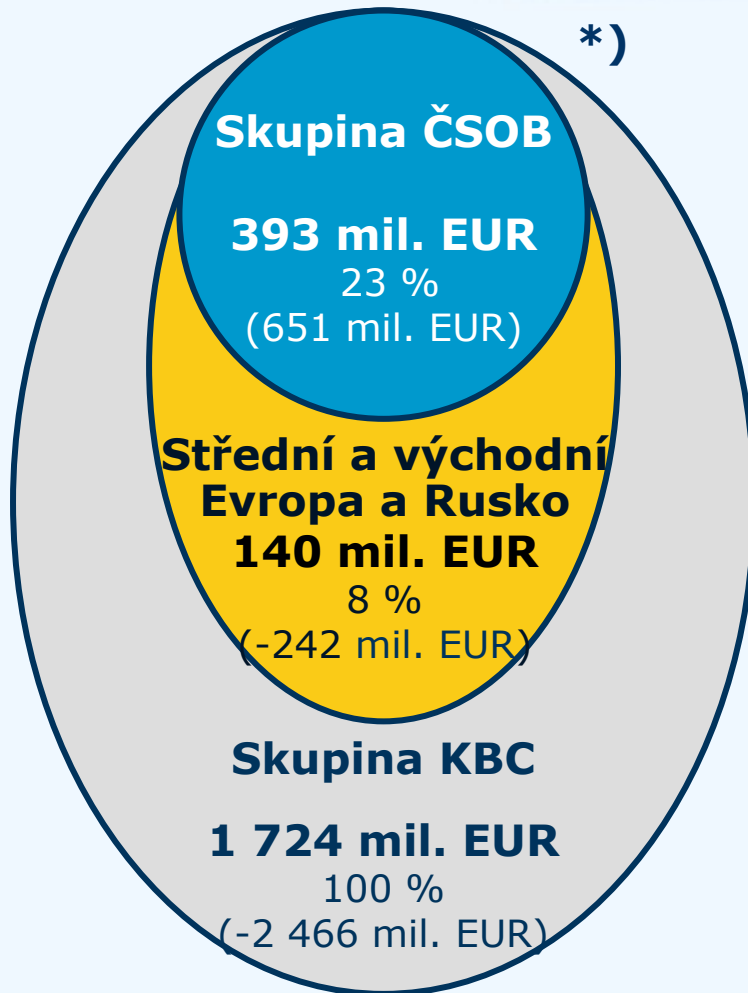 *)
Skupina ČSOB
393 mil. EUR
23 %
(651 mil. EUR)
Střední a východní
Evropa a Rusko
140 mil. EUR
8 %
(-242 mil. EUR)
Skupina KBC
1 724 mil. EUR
100 %
(-2 466 mil. EUR)